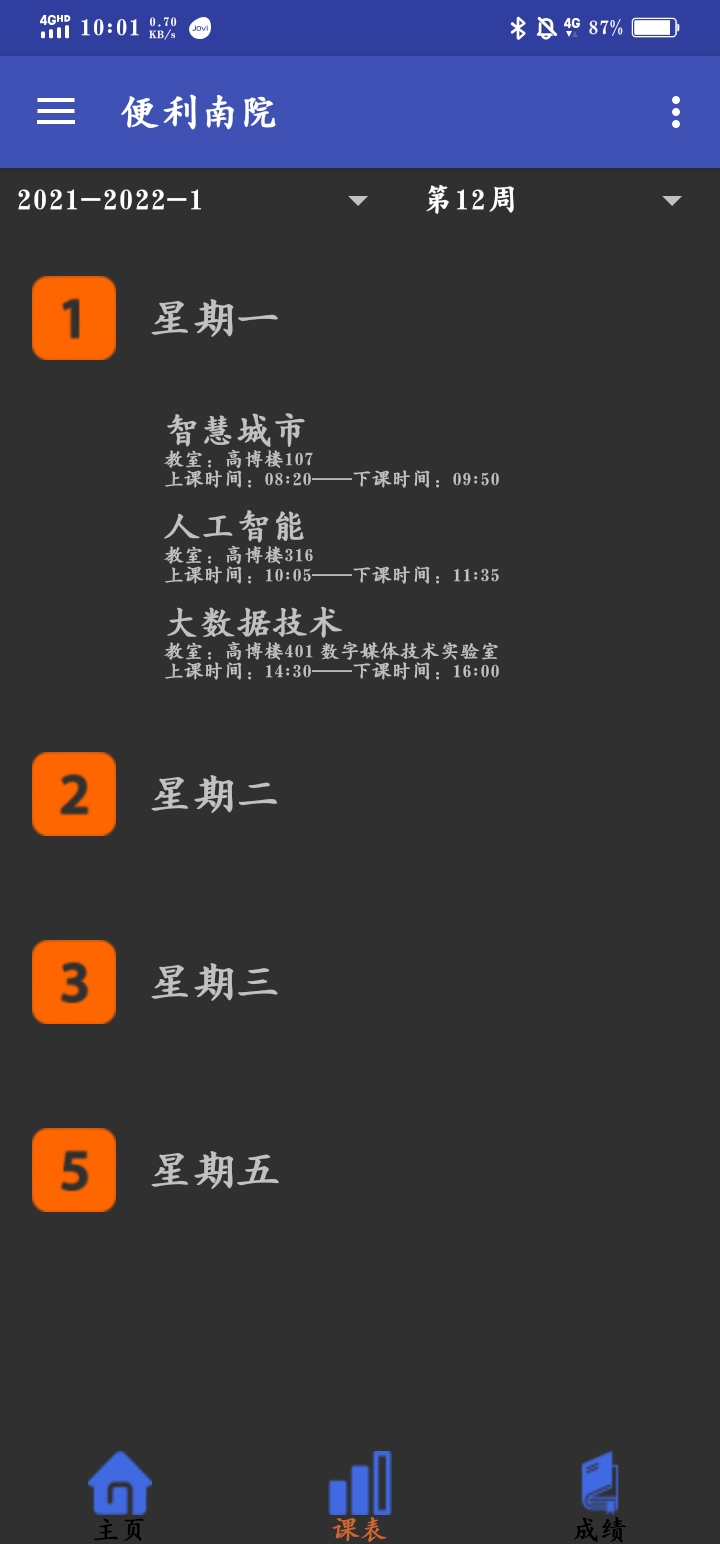 4GHD 10:01 0.70 KB/s Jovi 4G 87%
便利南院
2021-2022-1 第12周
1 星期一
智慧城市
教室：高博楼107
上课时间：08:20——下课时间：09:50
人工智能
教室：高博楼316
上课时间：10:05——下课时间：11:35
大数据技术
教室：高博楼401 数字媒体技术实验室
上课时间：14:30——下课时间：16:00
2 星期二
3 星期三
5 星期五
主页 课表 成绩